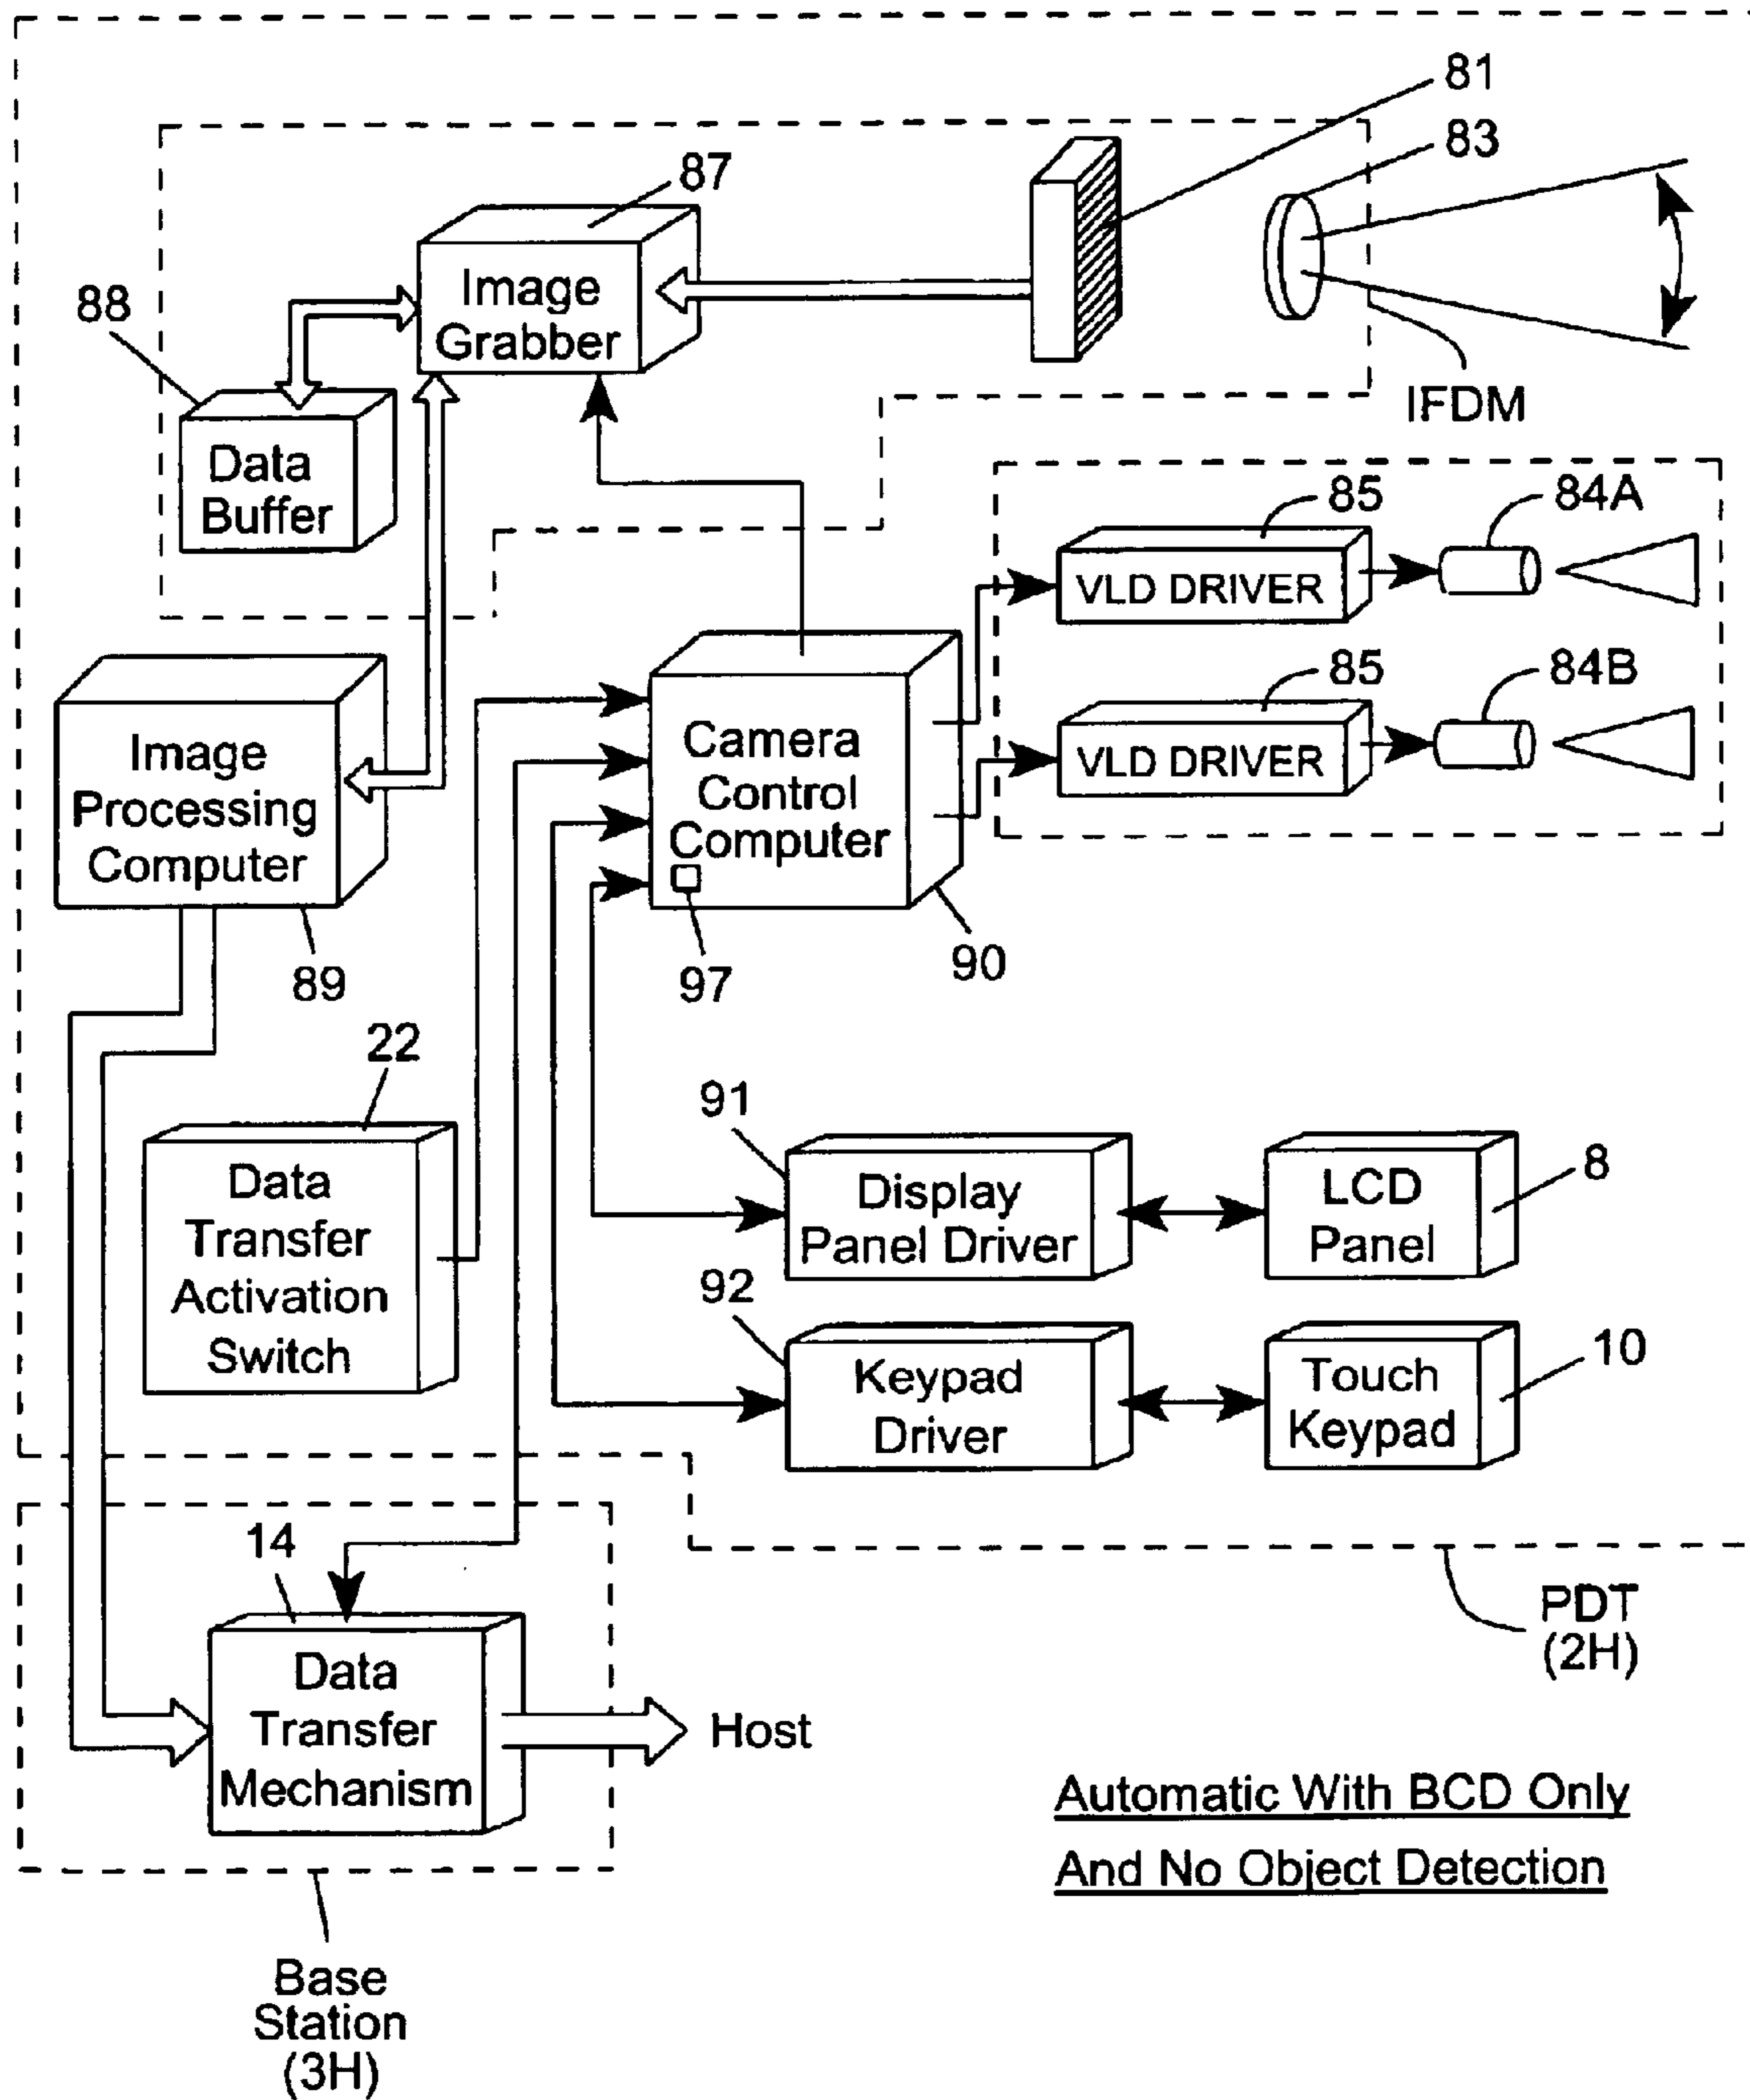 81
83
87
Image
Grabber
88
IFDM
Data
Buffer
85
84A
VLD DRIVER
85
84B
VLD DRIVER
Image
Processing
Computer
Camera
Control
Computer
89
97
90
22
Data
Transfer
Activation
Switch
91
Display
Panel Driver
LCD
Panel
8
92
Keypad
Driver
Touch
Keypad
10
14
Data
Transfer
Mechanism
Host
PDT
(2H)
Automatic With BCD Only
And No Object Detection
Base
Station
(3H)